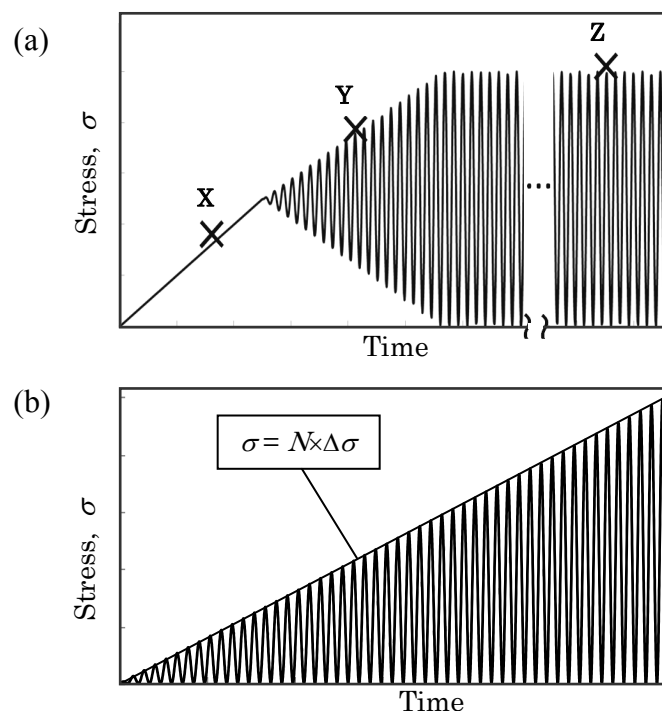 (a)
Z
Y
X
Stress, σ
...
Time
(b)
σ = N×Δσ
Stress, σ
Time